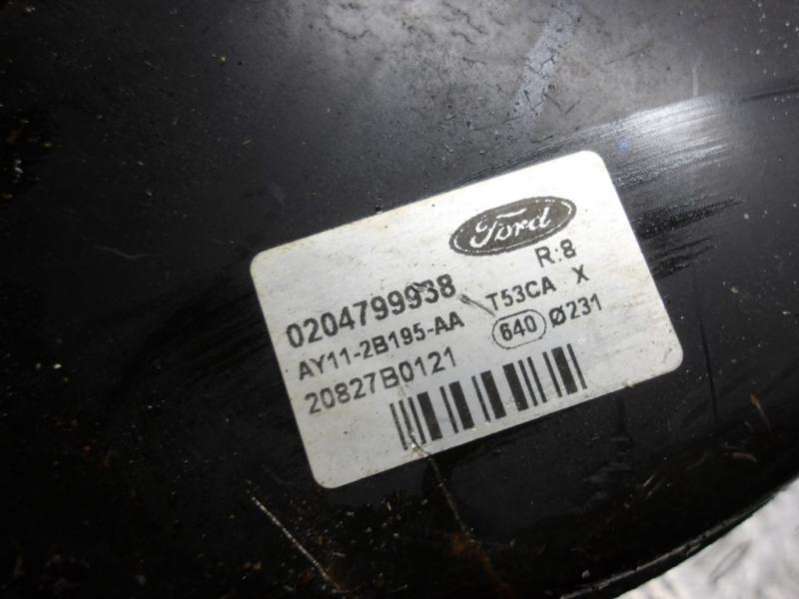 Ford
R:8
0204799938
T53CA X
AY11-2B195-AA
640 Ø231
20827B0121